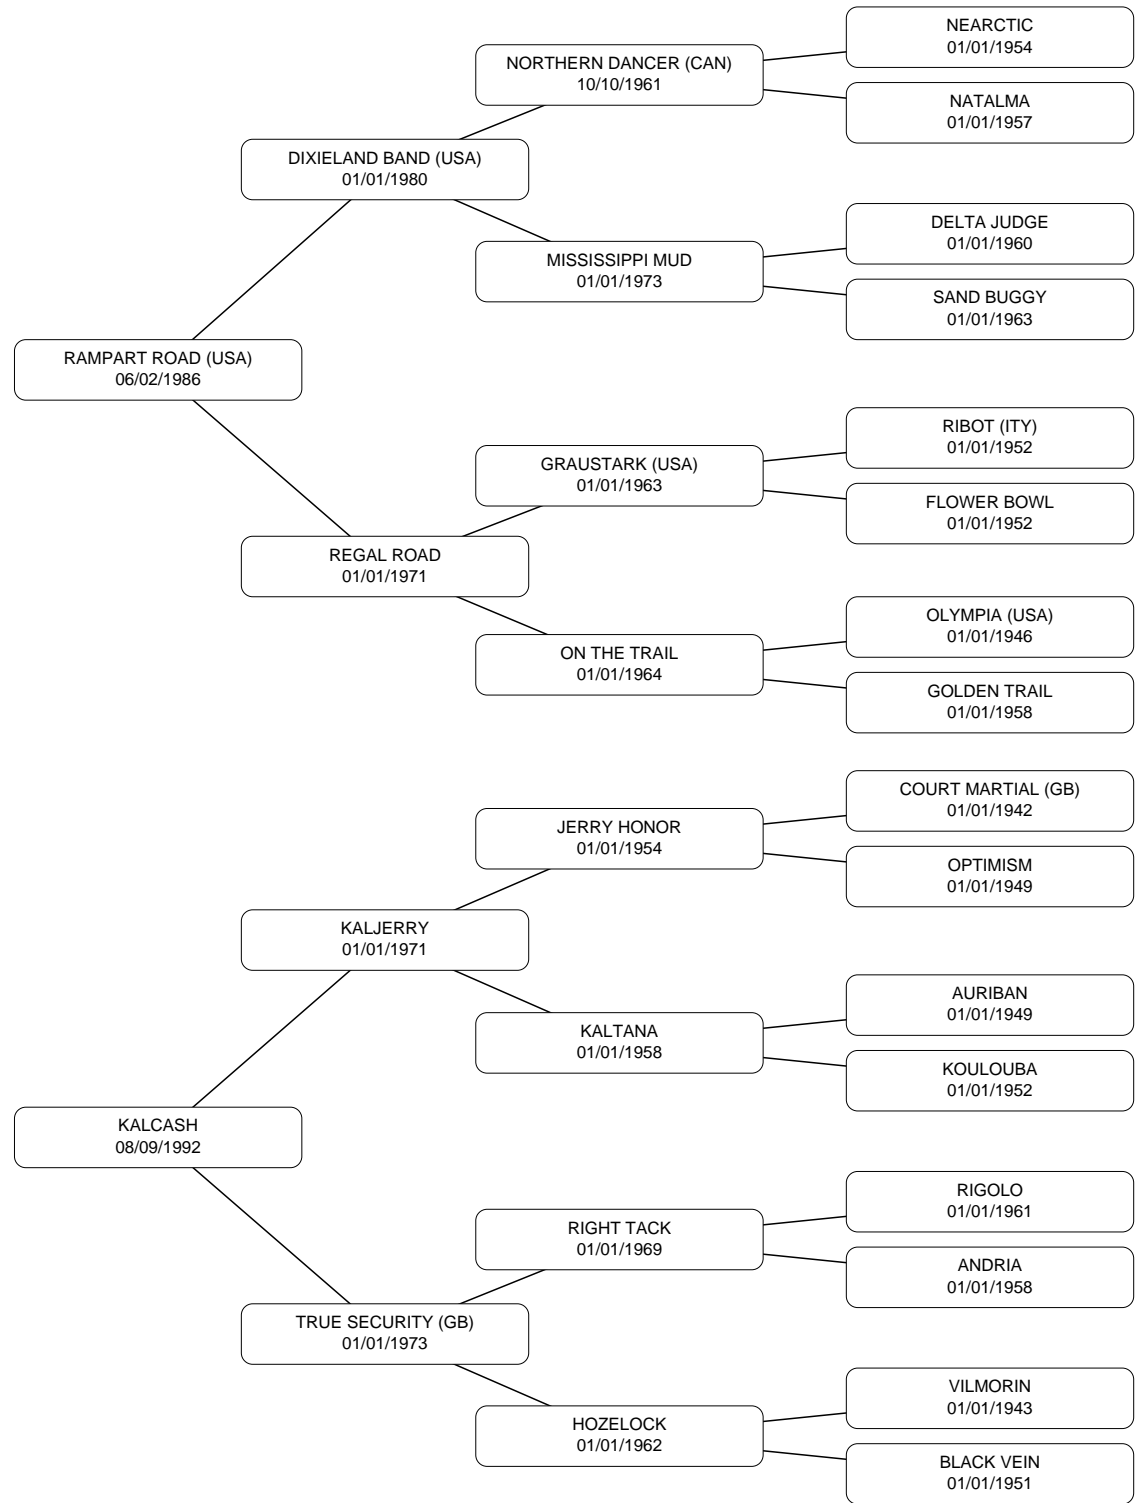 NEARCTIC
01/01/1954
NORTHERN DANCER (CAN)
10/10/1961
NATALMA
01/01/1957
DIXIELAND BAND (USA)
01/01/1980
DELTA JUDGE
01/01/1960
MISSISSIPPI MUD
01/01/1973
SAND BUGGY
01/01/1963
RAMPART ROAD (USA)
06/02/1986
RIBOT (ITY)
01/01/1952
GRAUSTARK (USA)
01/01/1963
FLOWER BOWL
01/01/1952
REGAL ROAD
01/01/1971
OLYMPIA (USA)
01/01/1946
ON THE TRAIL
01/01/1964
GOLDEN TRAIL
01/01/1958
COURT MARTIAL (GB)
01/01/1942
JERRY HONOR
01/01/1954
OPTIMISM
01/01/1949
KALJERRY
01/01/1971
AURIBAN
01/01/1949
KALTANA
01/01/1958
KOULOUBA
01/01/1952
KALCASH
08/09/1992
RIGOLO
01/01/1961
RIGHT TACK
01/01/1969
ANDRIA
01/01/1958
TRUE SECURITY (GB)
01/01/1973
VILMORIN
01/01/1943
HOZELOCK
01/01/1962
BLACK VEIN
01/01/1951